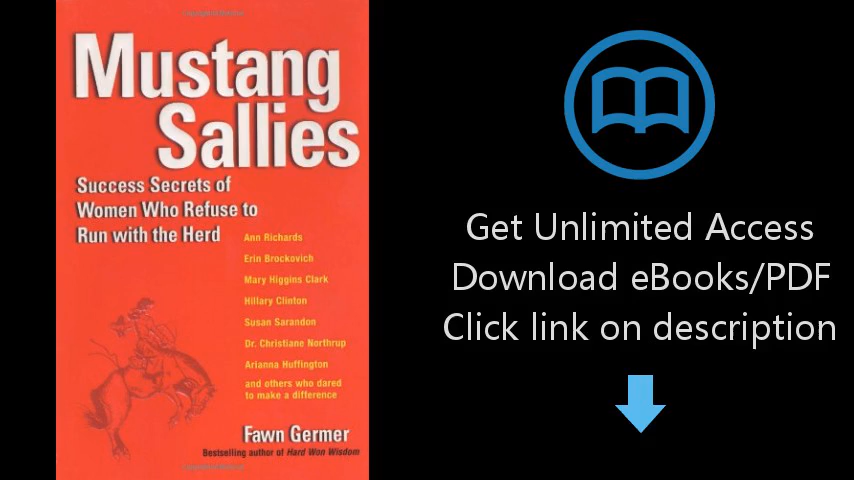 Mustang
Sallies
Success Secrets of
Women Who Refuse to
Run with the Herd
Ann Richards
Erin Brockovich
Mary Higgins Clark
Hillary Clinton
Susan Sarandon
Dr. Christiane Northrup
Arianna Huffington
and others who dared
to make a difference
Fawn Germer
Bestselling author of Hard Won Wisdom
Get Unlimited Access
Download eBooks/PDF
Click link on description